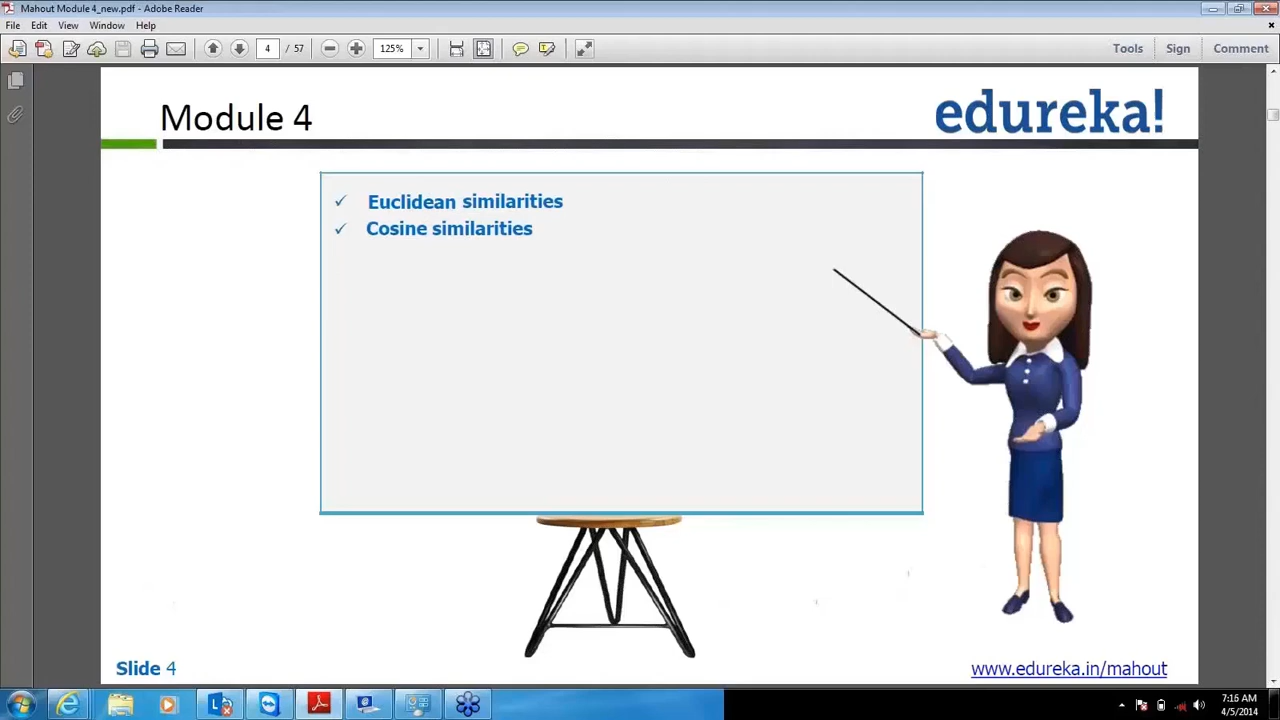 Mahout Module 4_new.pdf - Adobe Reader
File Edit View Window Help
4 / 57 125% Tools Sign Comment
Module 4
edureka!
✓ Euclidean similarities
✓ Cosine similarities
Slide 4
www.edureka.in/mahout
7:16 AM
4/5/2014